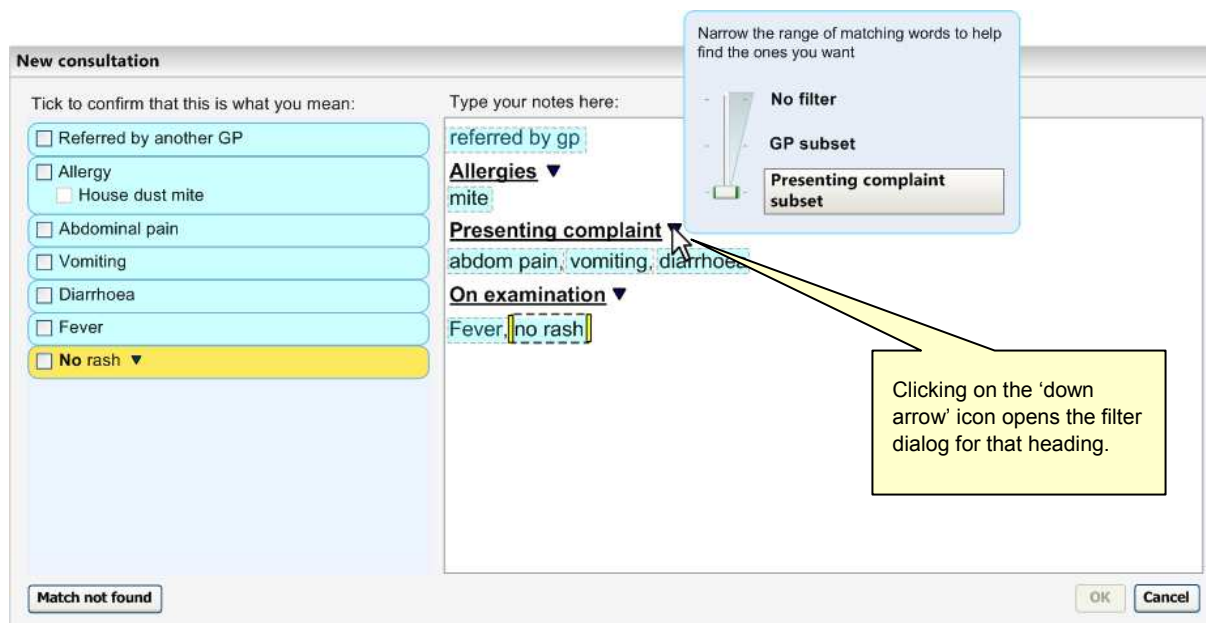 Narrow the range of matching words to help
find the ones you want
No filter
GP subset
Presenting complaint
subset
New consultation
Tick to confirm that this is what you mean:
Referred by another GP
Allergy
House dust mite
Abdominal pain
Vomiting
Diarrhoea
Fever
No rash
Type your notes here:
referred by gp
Allergies
mite
Presenting complaint
abdom pain, vomiting, diarrhoea
On examination
Fever, no rash
Clicking on the ‘down
arrow’ icon opens the filter
dialog for that heading.
Match not found
OK
Cancel